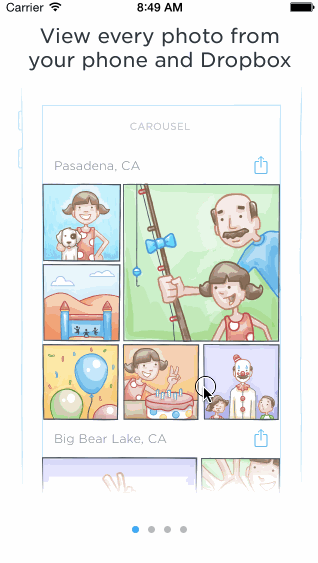 Carrier 8:49 AM
View every photo from
your phone and Dropbox
CAROUSEL
Pasadena, CA
Big Bear Lake, CA